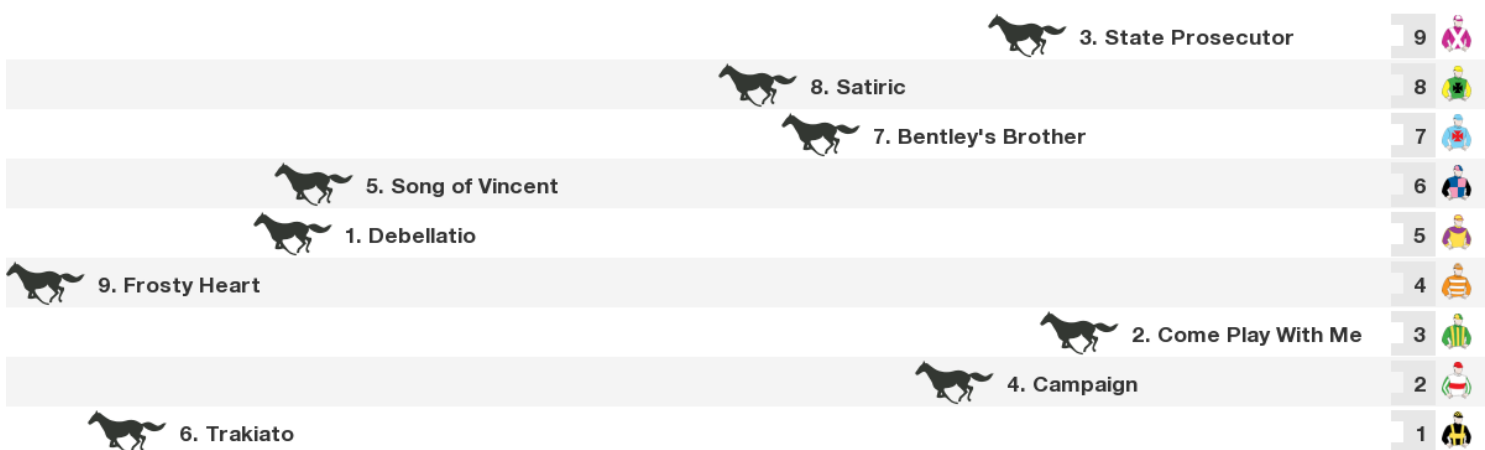 3. State Prosecutor 9
8. Satiric 8
7. Bentley's Brother 7
5. Song of Vincent 6
1. Debellatio 5
9. Frosty Heart 4
2. Come Play With Me 3
4. Campaign 2
6. Trakiato 1